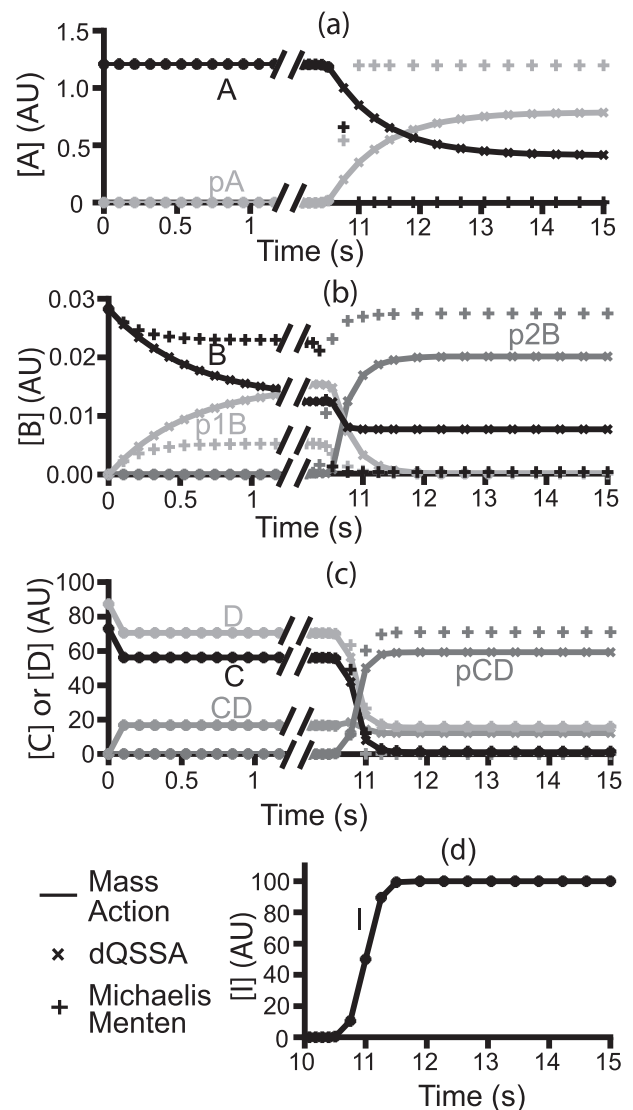 (a)
[A] (AU)
1.5
1.0
0.5
0
A
pA
0 0.5 1 11 12 13 14 15
Time (s)
(b)
[B] (AU)
0.03
0.02
0.01
0.00
B
p1B
p2B
0 0.5 1 11 12 13 14 15
Time (s)
(c)
[C] or [D] (AU)
100
80
60
40
20
0
D
C
CD
pCD
0 0.5 1 11 12 13 14 15
Time (s)
(d)
[I] (AU)
100
80
60
40
20
0
I
10 11 12 13 14 15
Time (s)
Mass
Action
dQSSA
Michaelis
Menten